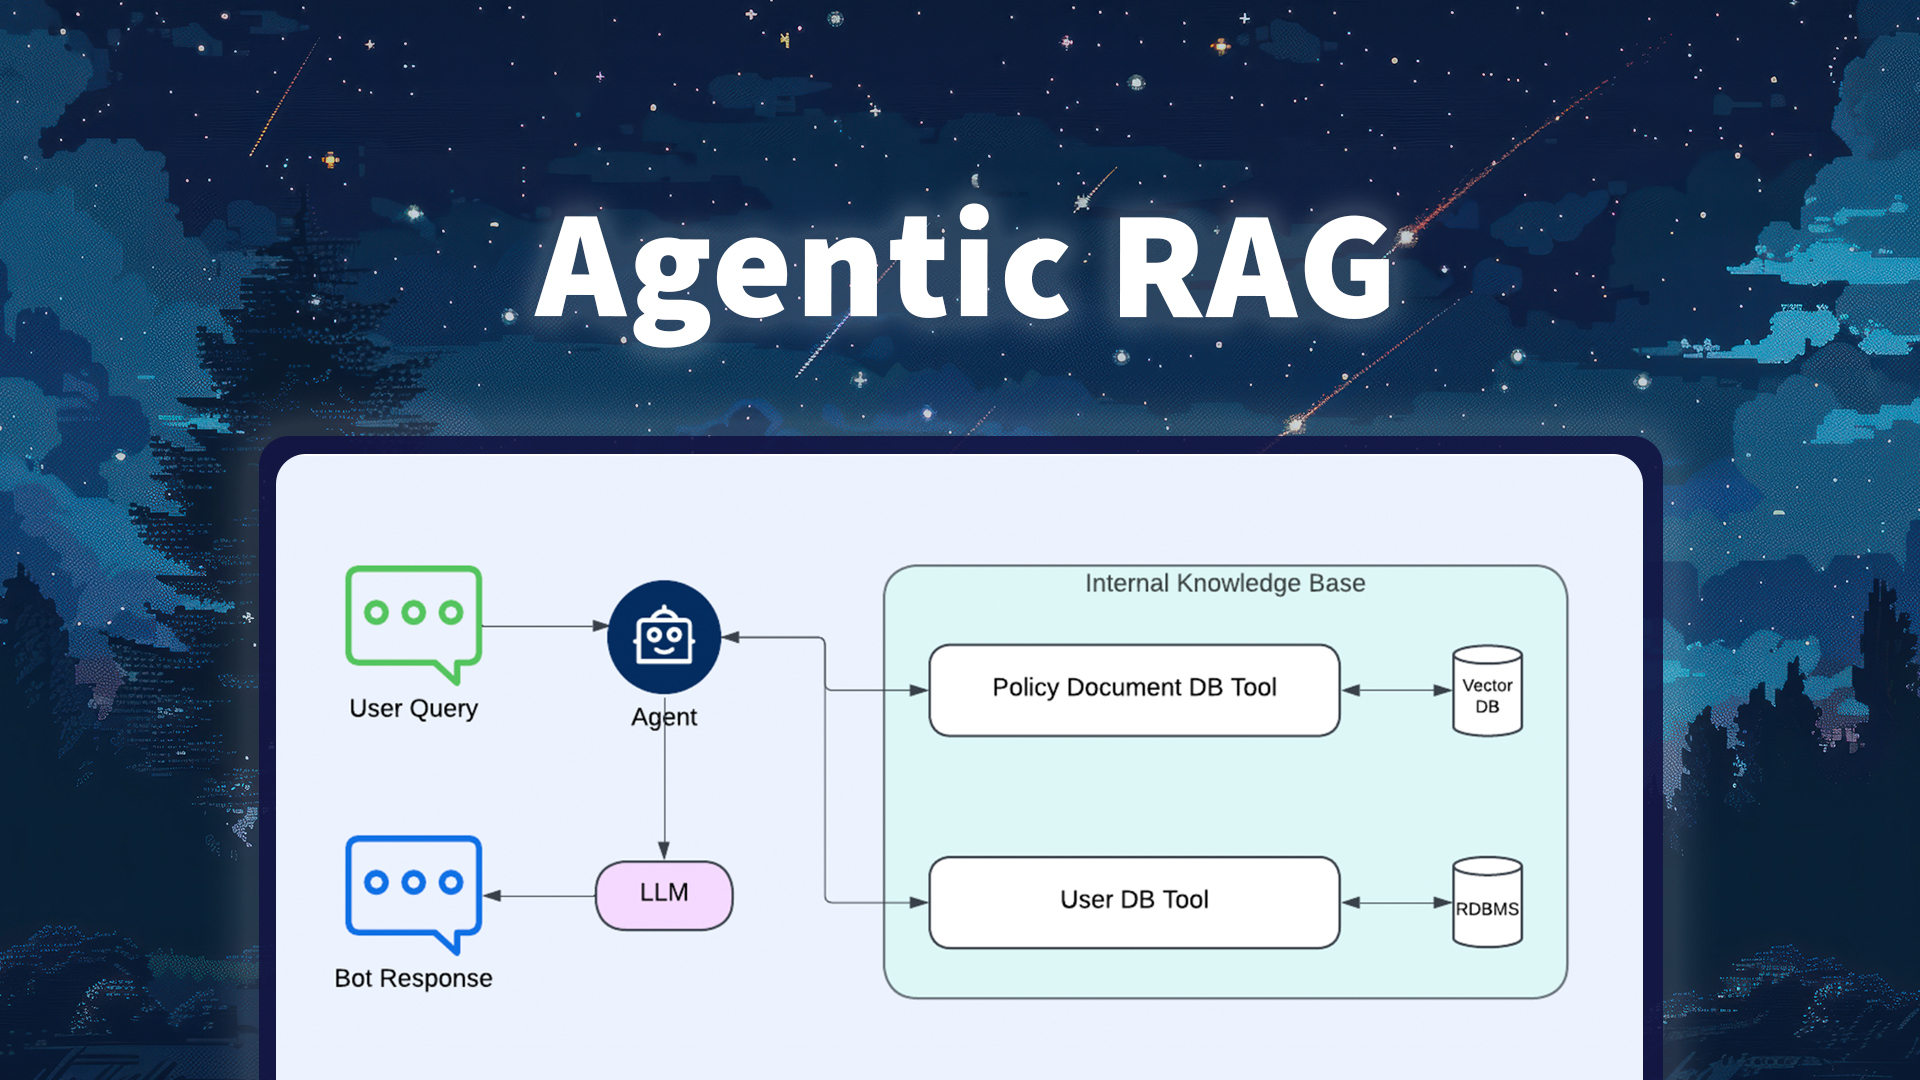 Agentic RAG
Internal Knowledge Base
User Query
Agent
Policy Document DB Tool
Vector
DB
LLM
User DB Tool
RDBMS
Bot Response